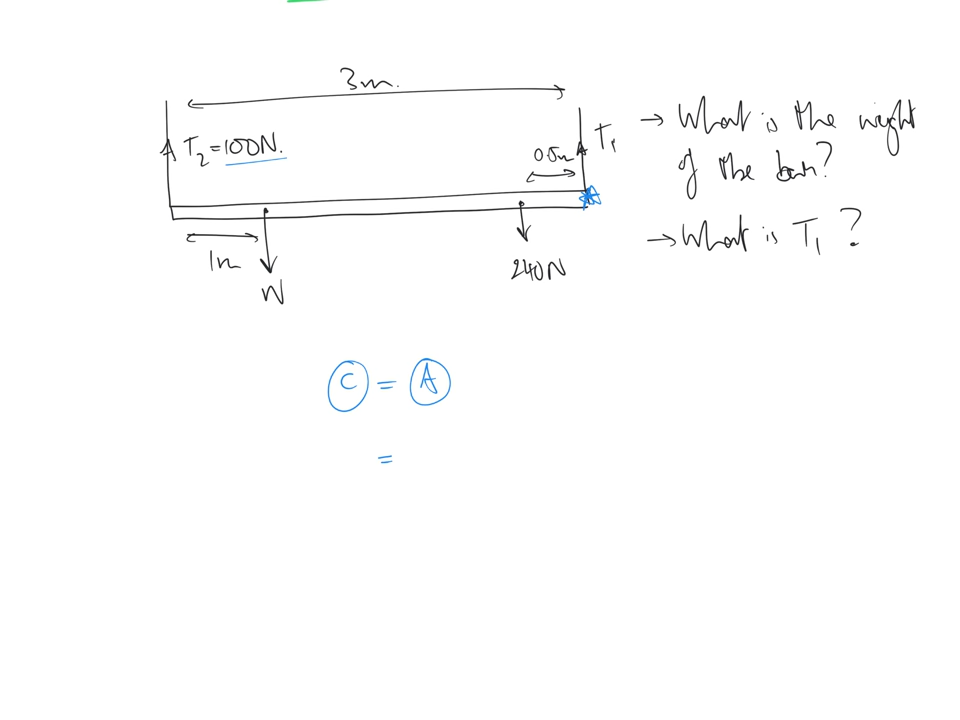 3m.
T₂ = 100N.
0.5m
T₁
→ What is the weight
of the bar?
→ What is T₁ ?
1m
W
240N
C = A
=